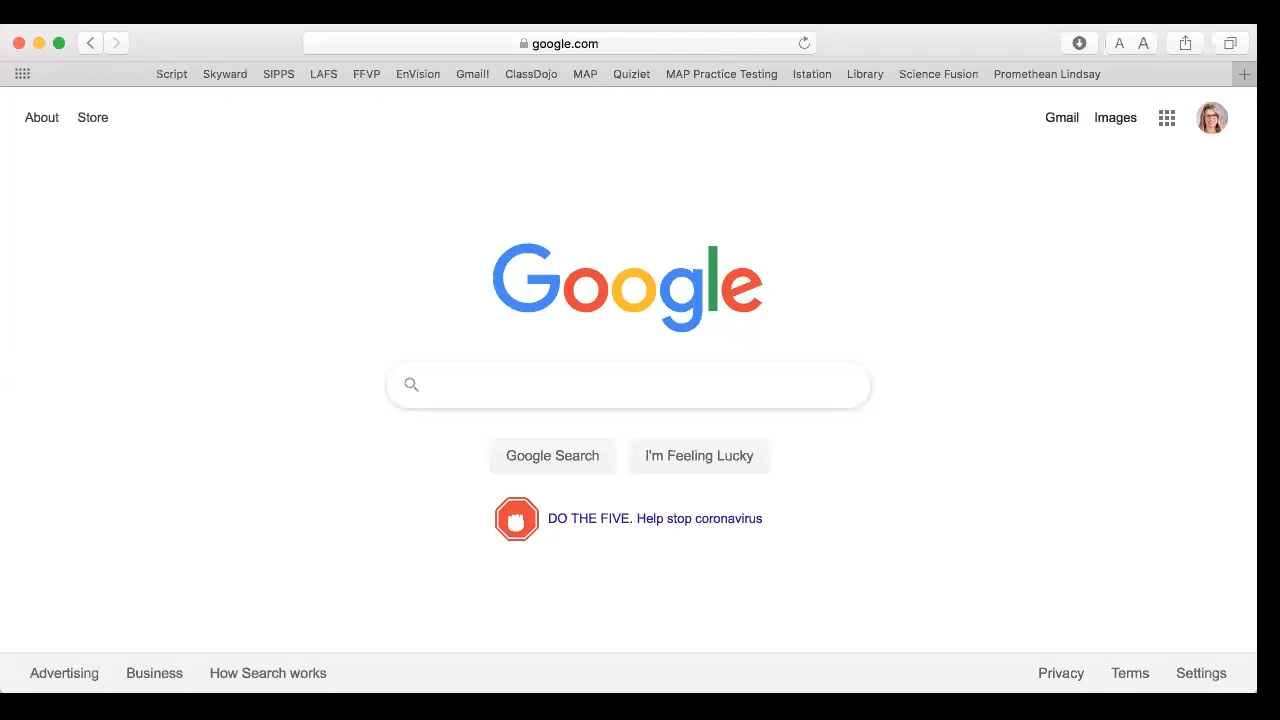 google.com
A A
Script Skyward SIPPS LAFS FFVP EnVision Gmail! ClassDojo MAP Quizlet MAP Practice Testing Istation Library Science Fusion Promethean Lindsay
About Store Gmail Images
Google
Google Search I'm Feeling Lucky
DO THE FIVE. Help stop coronavirus
Advertising Business How Search works Privacy Terms Settings